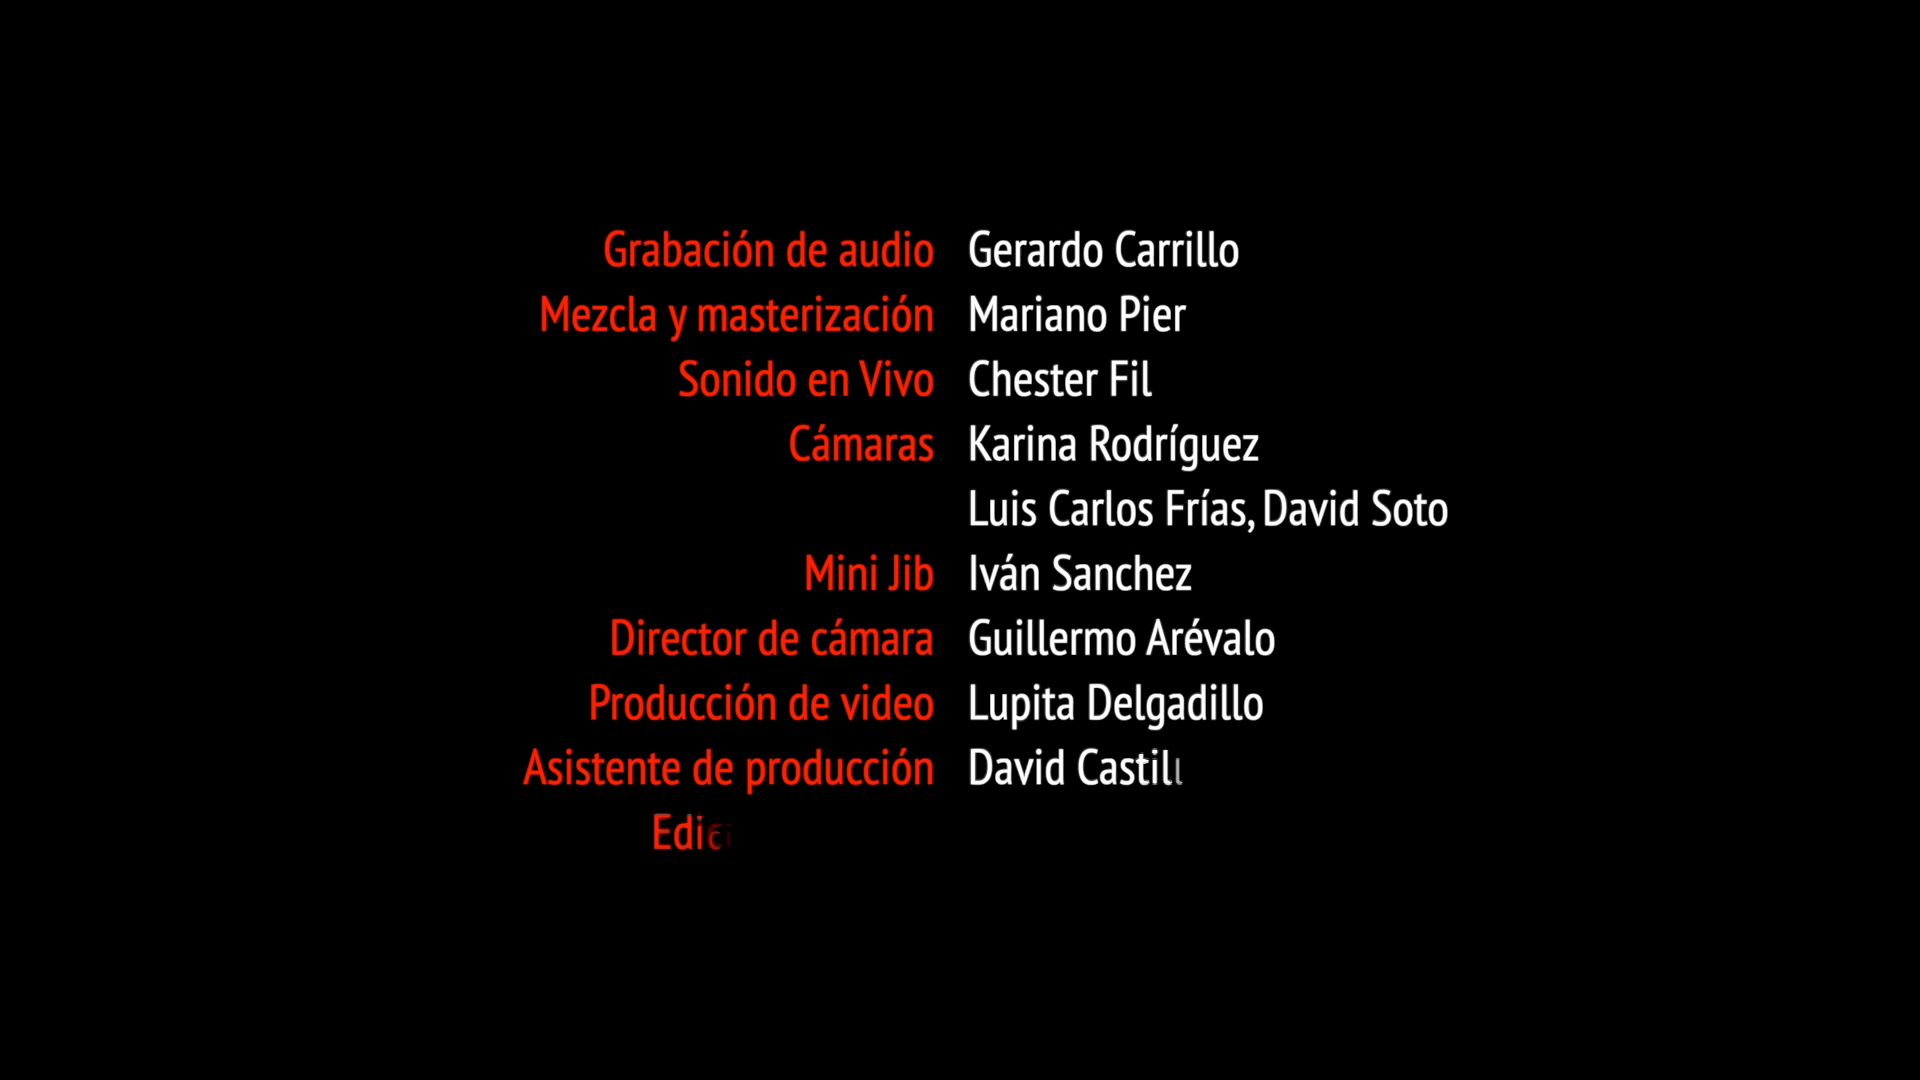 Grabación de audio Gerardo Carrillo
Mezcla y masterización Mariano Pier
Sonido en Vivo Chester Fil
Cámaras Karina Rodríguez
Luis Carlos Frías, David Soto
Mini Jib Iván Sanchez
Director de cámara Guillermo Arévalo
Producción de video Lupita Delgadillo
Asistente de producción David